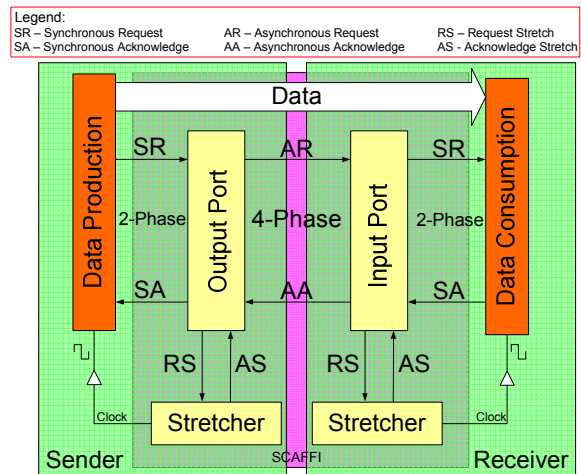 Legend:
SR – Synchronous Request AR – Asynchronous Request RS – Request Stretch
SA – Synchronous Acknowledge AA – Asynchronous Acknowledge AS - Acknowledge Stretch
Data
Data Production
SR
Output Port
AR
Input Port
SR
Data Consumption
2-Phase
4-Phase
2-Phase
SA
AA
SA
RS
AS
RS
AS
Clock
Stretcher
Stretcher
Clock
Sender
SCAFFI
Receiver